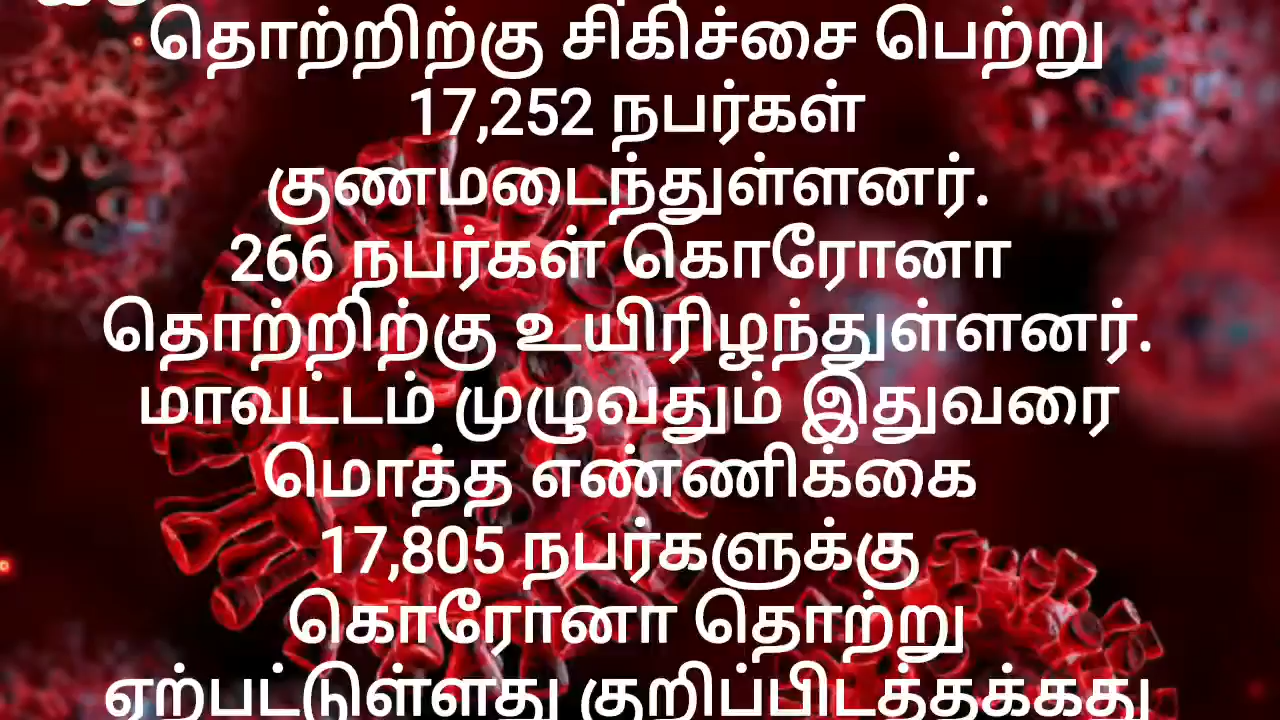 தொற்றிற்கு சிகிச்சை பெற்று
17,252 நபர்கள்
குணமடைந்துள்ளனர்.
266 நபர்கள் கொரோனா
தொற்றிற்கு உயிரிழந்துள்ளனர்.
மாவட்டம் முழுவதும் இதுவரை
மொத்த எண்ணிக்கை
17,805 நபர்களுக்கு
கொரோனா தொற்று
ஏற்பட்டுள்ளது குறிப்பிடத்தக்கது